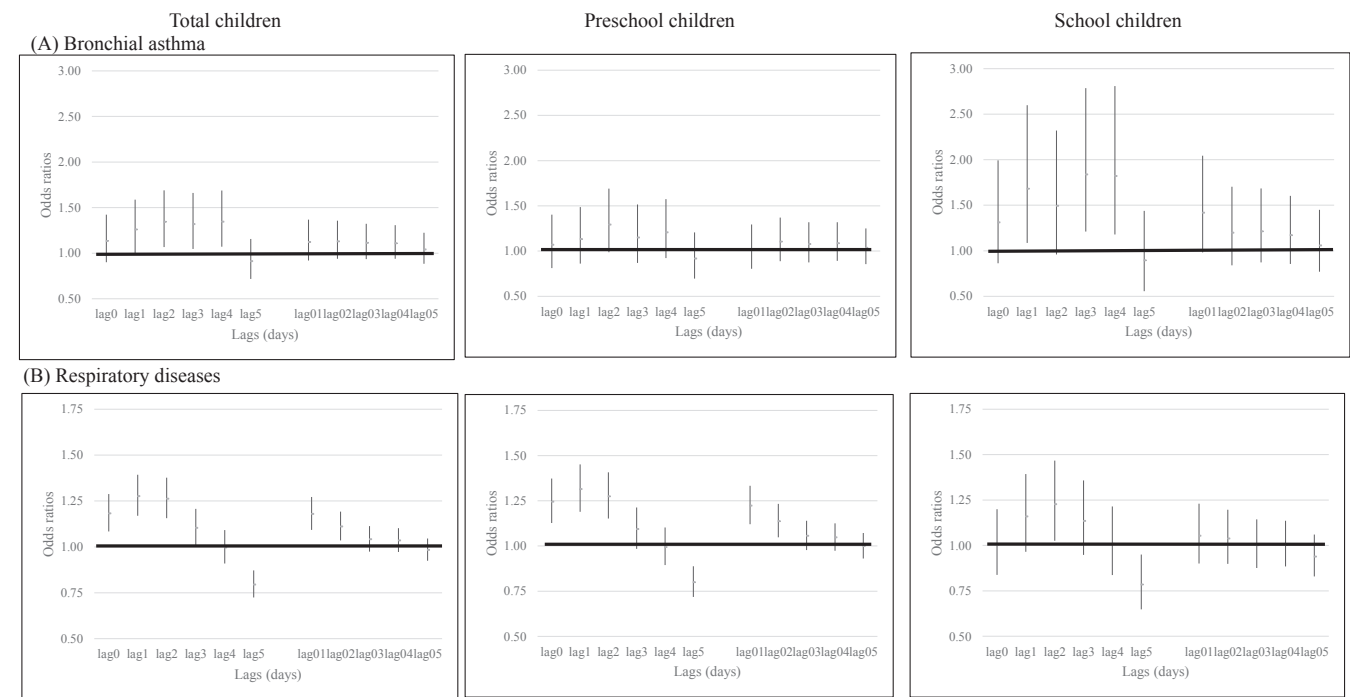 Total children
Preschool children
School children
(A) Bronchial asthma
3.00
2.50
2.00
1.50
1.00
0.50
Odds ratios
lag0 lag1 lag2 lag3 lag4 lag5 lag01 lag02 lag03 lag04 lag05
Lags (days)
3.00
2.50
2.00
1.50
1.00
0.50
Odds ratios
lag0 lag1 lag2 lag3 lag4 lag5 lag01 lag02 lag03 lag04 lag05
Lags (days)
3.00
2.50
2.00
1.50
1.00
0.50
Odds ratios
lag0 lag1 lag2 lag3 lag4 lag5 lag01 lag02 lag03 lag04 lag05
Lags (days)
(B) Respiratory diseases
1.75
1.50
1.25
1.00
0.75
0.50
Odds ratios
lag0 lag1 lag2 lag3 lag4 lag5 lag01 lag02 lag03 lag04 lag05
Lags (days)
1.75
1.50
1.25
1.00
0.75
0.50
Odds ratios
lag0 lag1 lag2 lag3 lag4 lag5 lag01 lag02 lag03 lag04 lag05
Lags (days)
1.75
1.50
1.25
1.00
0.75
0.50
Odds ratios
lag0 lag1 lag2 lag3 lag4 lag5 lag01 lag02 lag03 lag04 lag05
Lags (days)